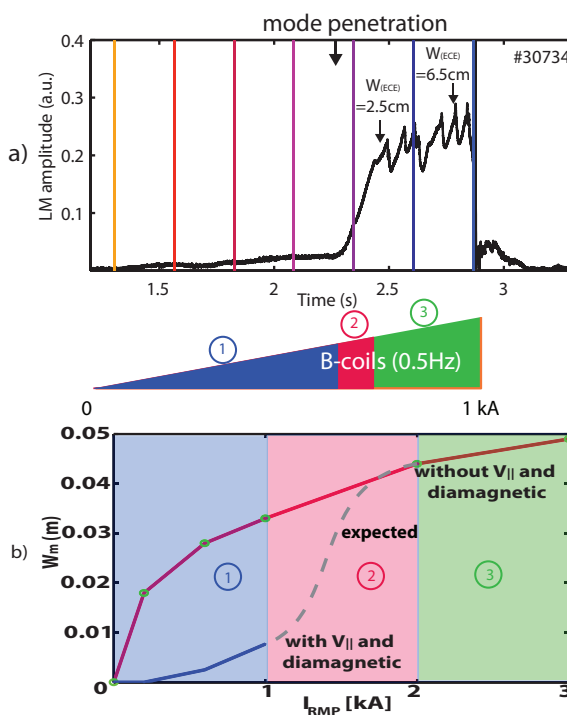 mode penetration
0.4
#30734
W(ECE)
=6.5cm
W(ECE)
=2.5cm
0.3
0.2
0.1
LM amplitude (a.u.)
a)
1.5
2
2.5
3
Time (s)
1
2
3
B-coils (0.5Hz)
0
1 kA
0.05
0.04
0.03
0.02
0.01
0
Wm (m)
b)
without V|| and
diamagnetic
expected
1
2
3
with V|| and
diamagnetic
1
2
3
IRMP [kA]